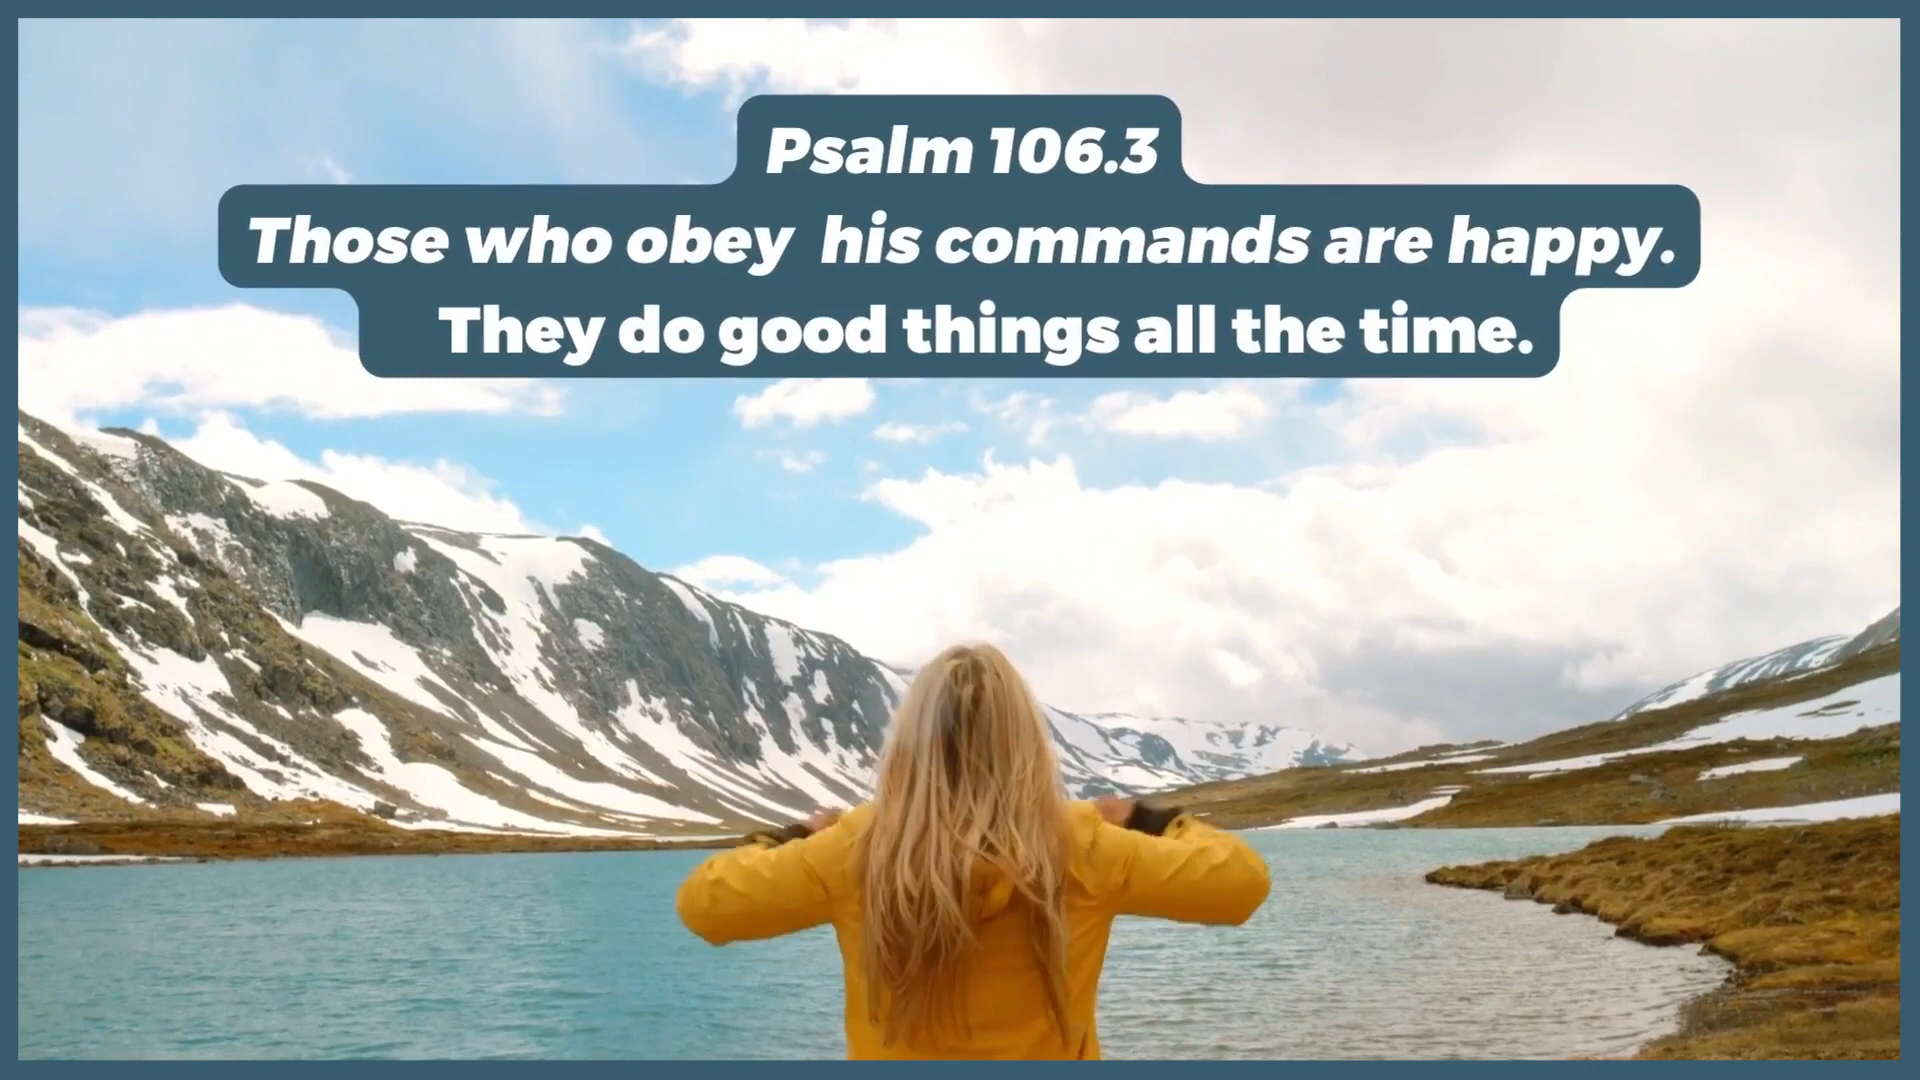 Psalm 106.3
Those who obey  his commands are happy.
They do good things all the time.